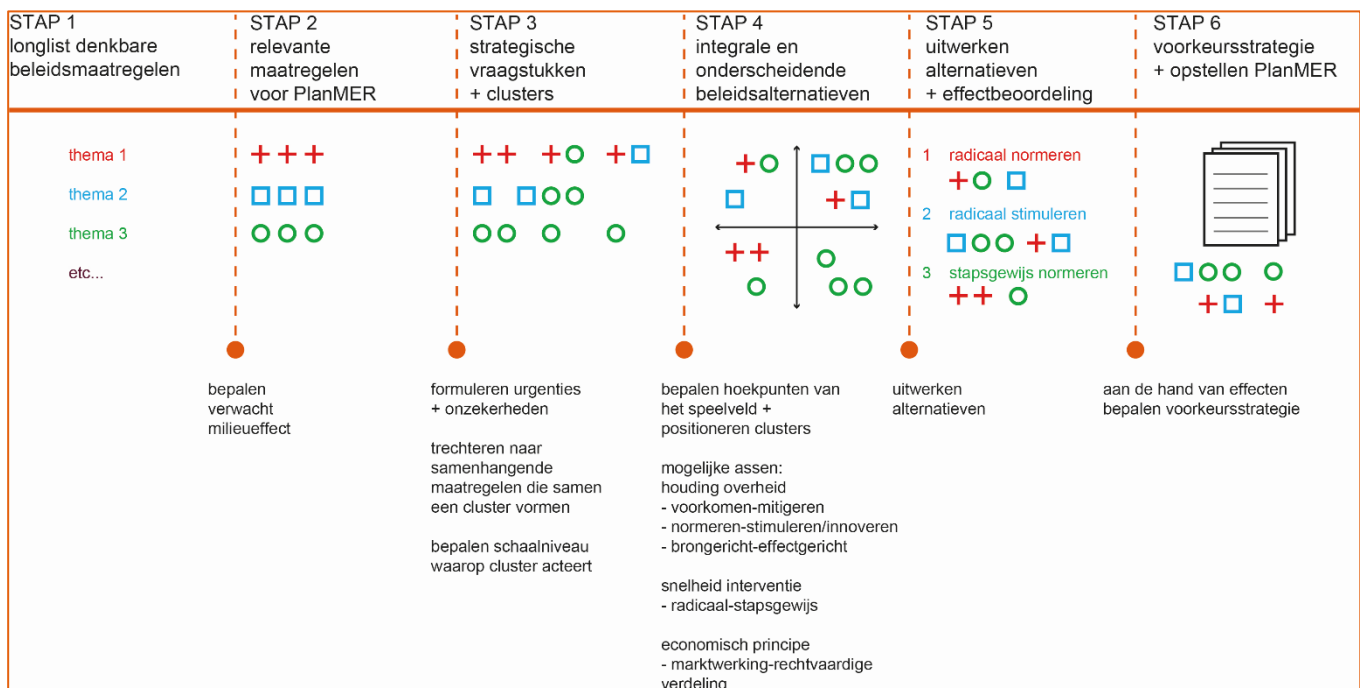 STAP 1
longlist denkbare
beleidsmaatregelen
STAP 2
relevante
maatregelen
voor PlanMER
STAP 3
strategische
vraagstukken
+ clusters
STAP 4
integrale en
onderscheidende
beleidsalternatieven
STAP 5
uitwerken
alternatieven
+ effectbeoordeling
STAP 6
voorkeursstrategie
+ opstellen PlanMER
thema 1
thema 2
thema 3
etc...
1 radicaal normeren
2 radicaal stimuleren
3 stapsgewijs normeren
bepalen
verwacht
milieueffect
formuleren urgenties
+ onzekerheden
trechteren naar
samenhangende
maatregelen die samen
een cluster vormen
bepalen schaalniveau
waarop cluster acteert
bepalen hoekpunten van
het speelveld +
positioneren clusters
mogelijke assen:
houding overheid
- voorkomen-mitigeren
- normeren-stimuleren/innoveren
- brongericht-effectgericht
snelheid interventie
- radicaal-stapsgewijs
economisch principe
- marktwerking-rechtvaardige
verdeling
uitwerken
alternatieven
aan de hand van effecten
bepalen voorkeursstrategie